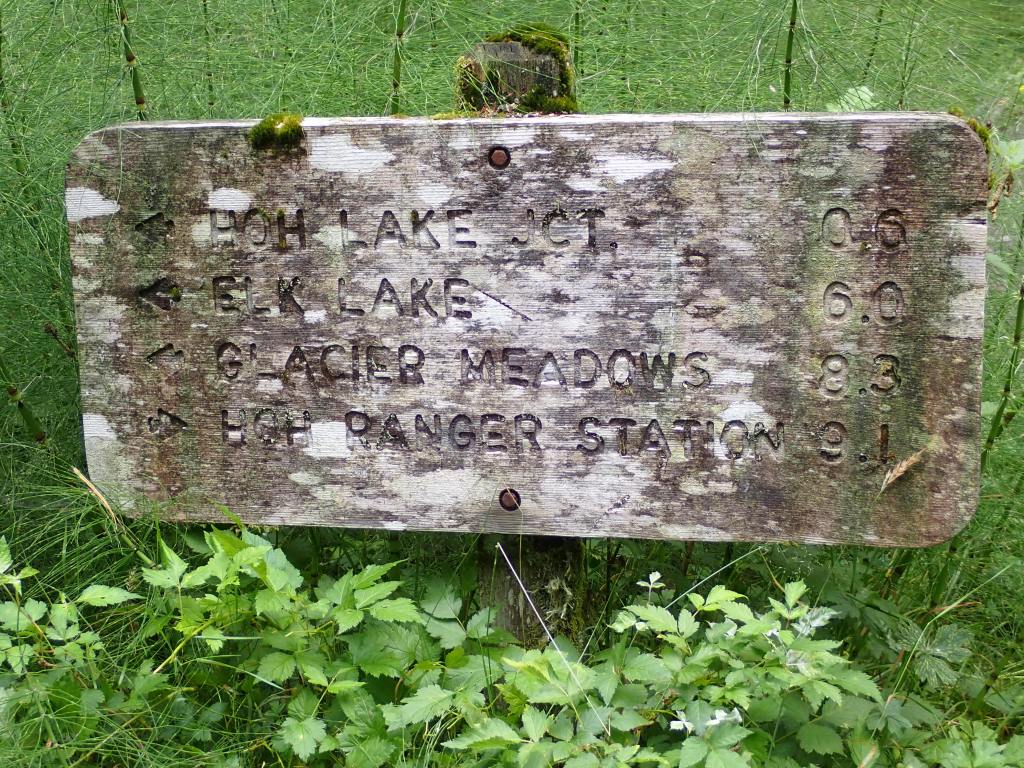 ← HOH LAKE JCT. 0.6
← ELK LAKE 6.0
← GLACIER MEADOWS 8.3
→ HOH RANGER STATION 9.1